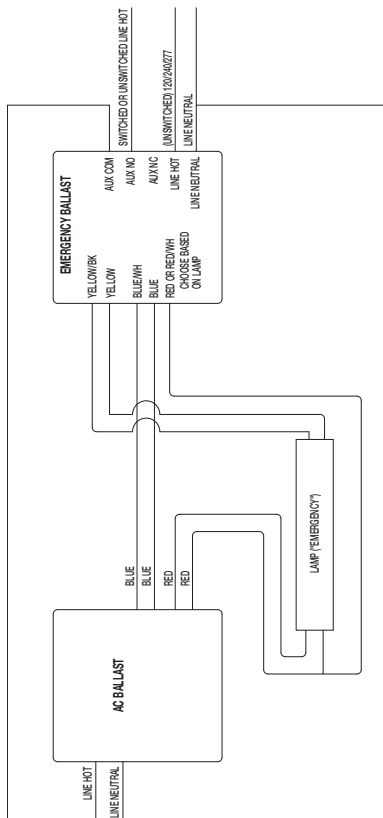 SWITCHED OR UNSWITCHED LINE HOT
(UNSWITCHED) 120/240/277
LINE NEUTRAL
EMERGENCY BALLAST
AUX COM
AUX NO
AUX NC
LINE HOT
LINE NEUTRAL
YELLOW/BK
YELLOW
BLUE/WH
BLUE
RED OR RED/WH
CHOOSE BASED
ON LAMP
LAMP ("EMERGENCY")
BLUE
BLUE
RED
RED
AC BALLAST
LINE HOT
LINE NEUTRAL